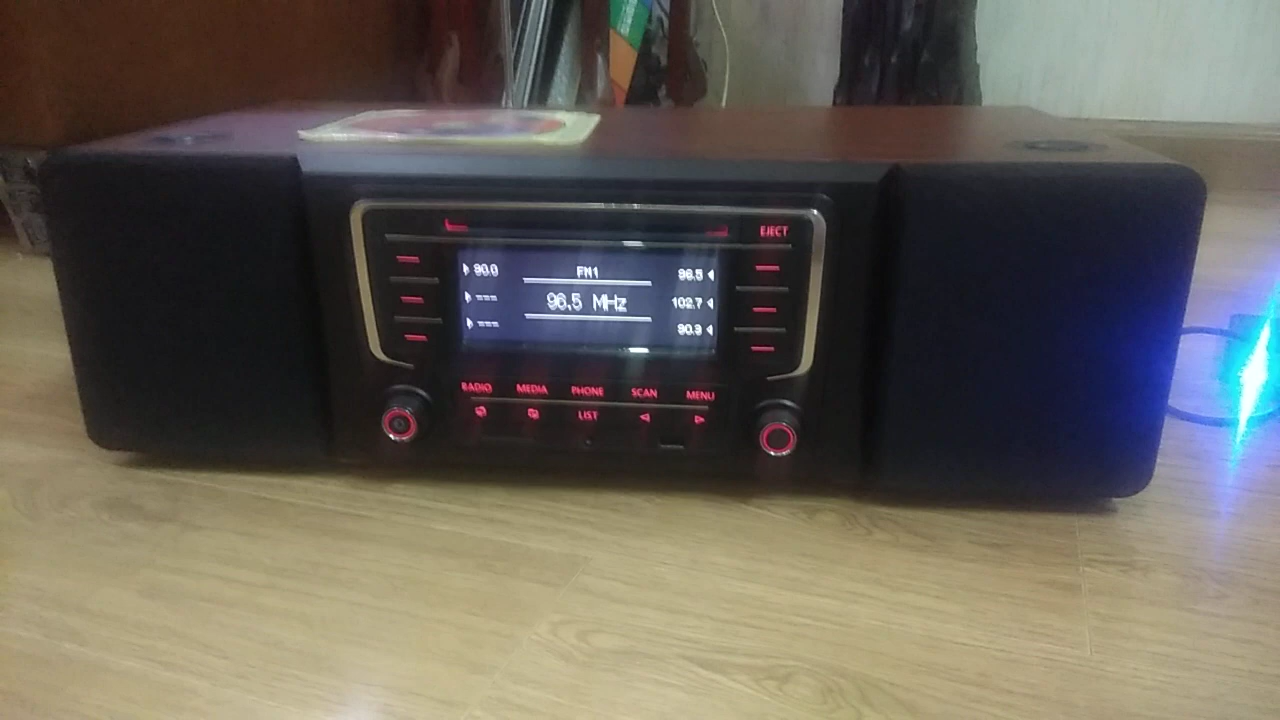 EJECT
90.0 FM1 96.5
--- 96.5 MHz 102.7
--- 90.3
RADIO MEDIA PHONE SCAN MENU
LIST